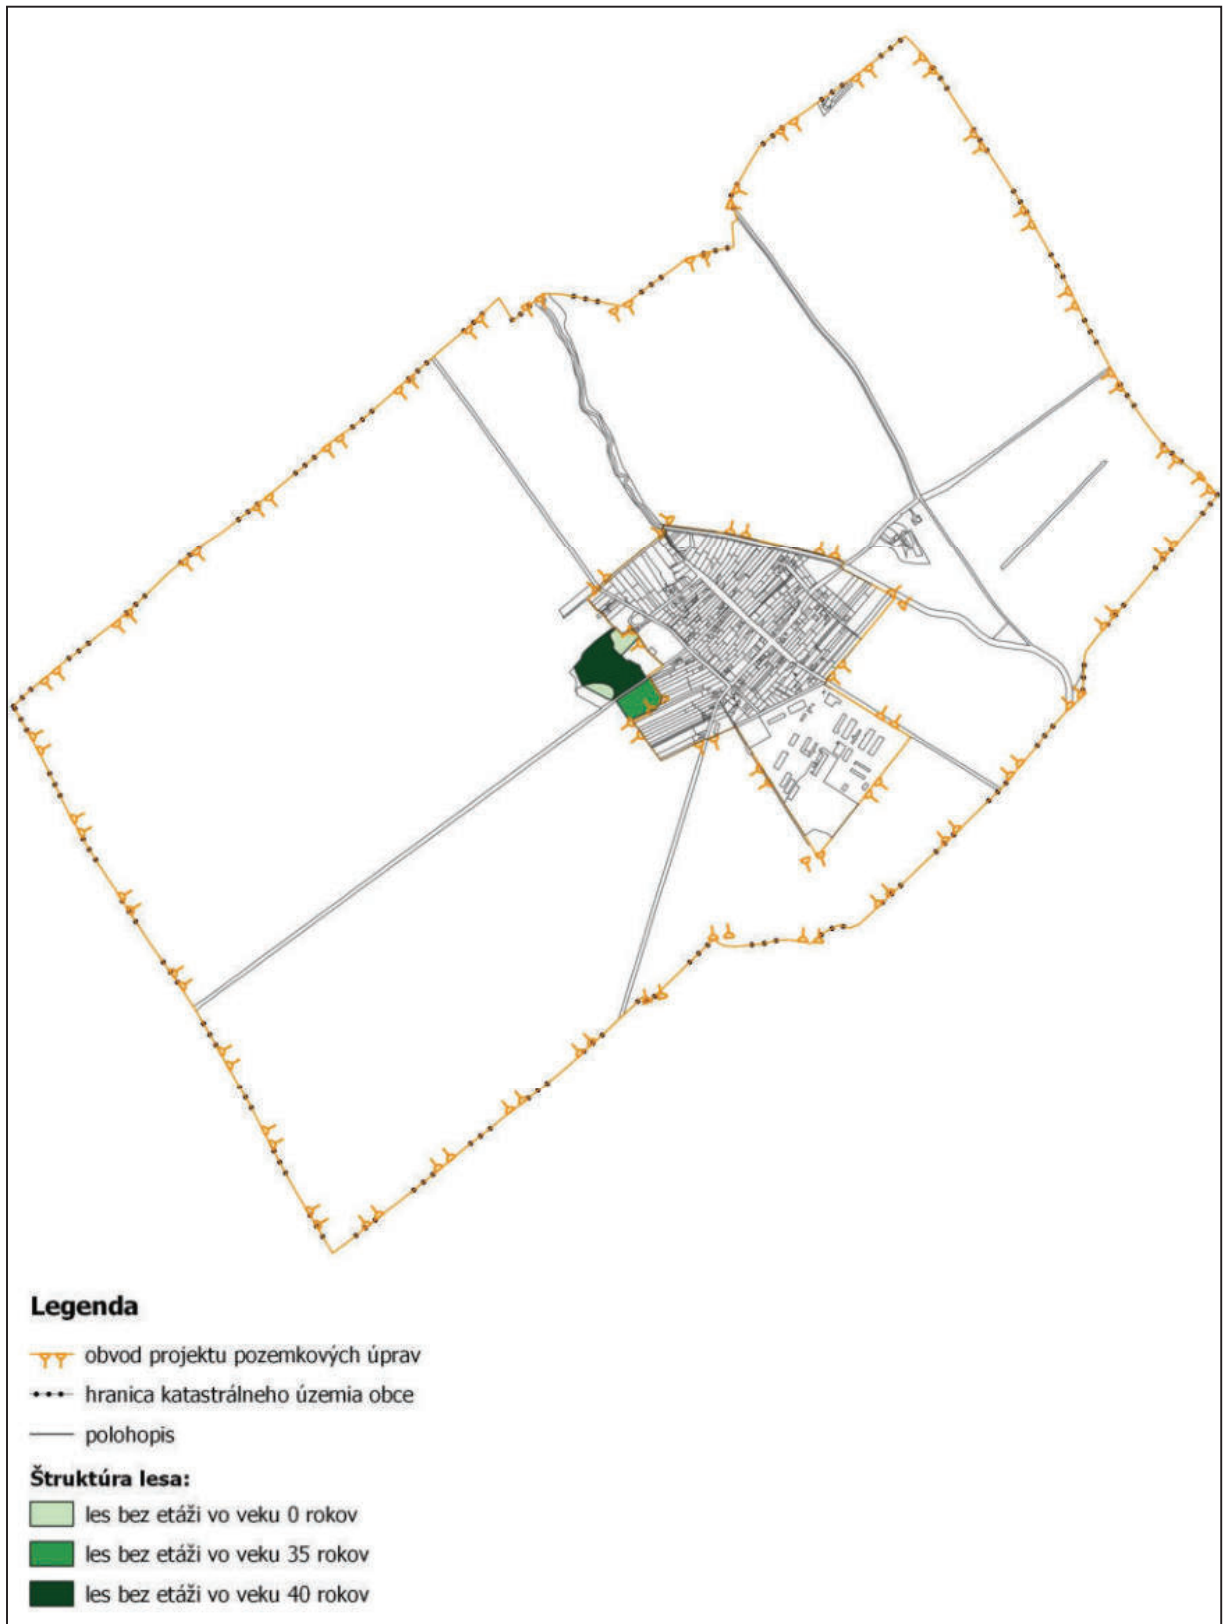 Legenda
obvod projektu pozemkových úprav
hranica katastrálneho územia obce
polohopis
Štruktúra lesa:
les bez etáži vo veku 0 rokov
les bez etáži vo veku 35 rokov
les bez etáži vo veku 40 rokov